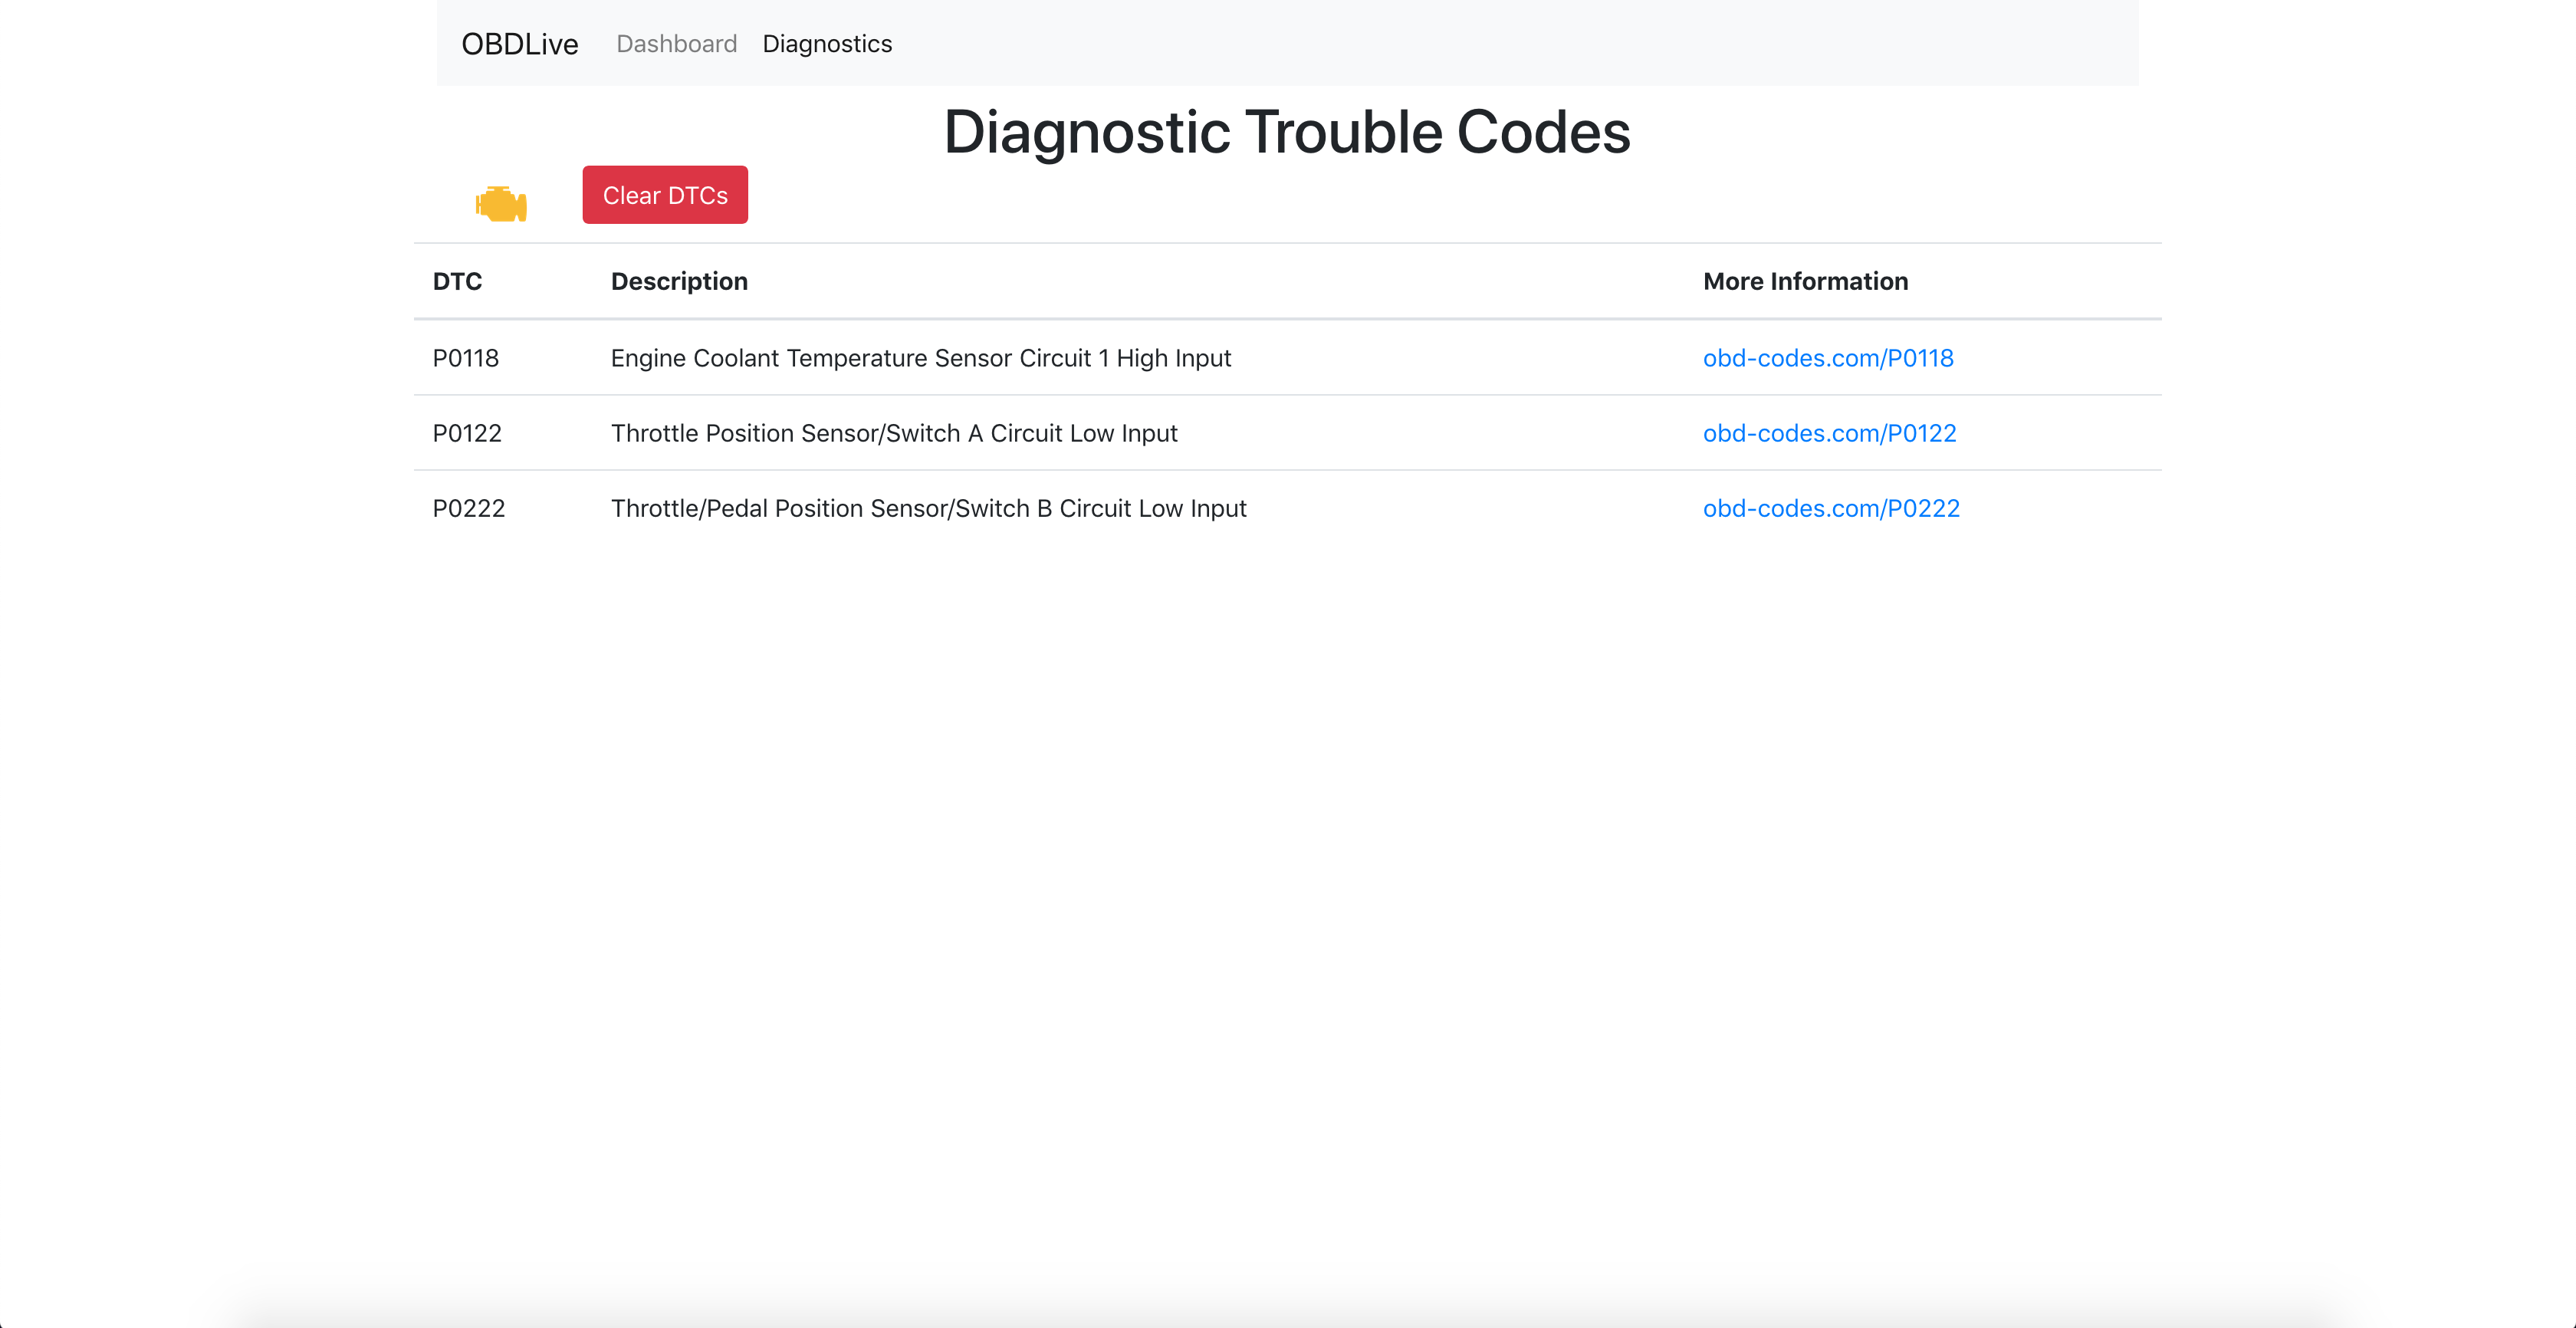 OBDLive Dashboard Diagnostics
Diagnostic Trouble Codes
Clear DTCs
DTC Description More Information
P0118 Engine Coolant Temperature Sensor Circuit 1 High Input obd-codes.com/P0118
P0122 Throttle Position Sensor/Switch A Circuit Low Input obd-codes.com/P0122
P0222 Throttle/Pedal Position Sensor/Switch B Circuit Low Input obd-codes.com/P0222